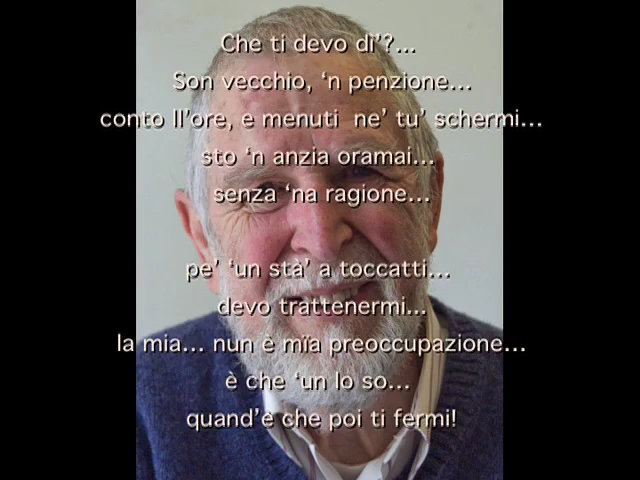 Che ti devo dì’?...
Son vecchio, ‘n penzione...
conto ll’ore, e menuti ne’ tu’ schermi...
sto ‘n anzia oramai...
senza ‘na ragione...
pe’ ‘un stà’ a toccatti...
devo trattenermi...
la mia... nun è mïa preoccupazione...
è che ‘un lo so...
quand’è che poi ti fermi!